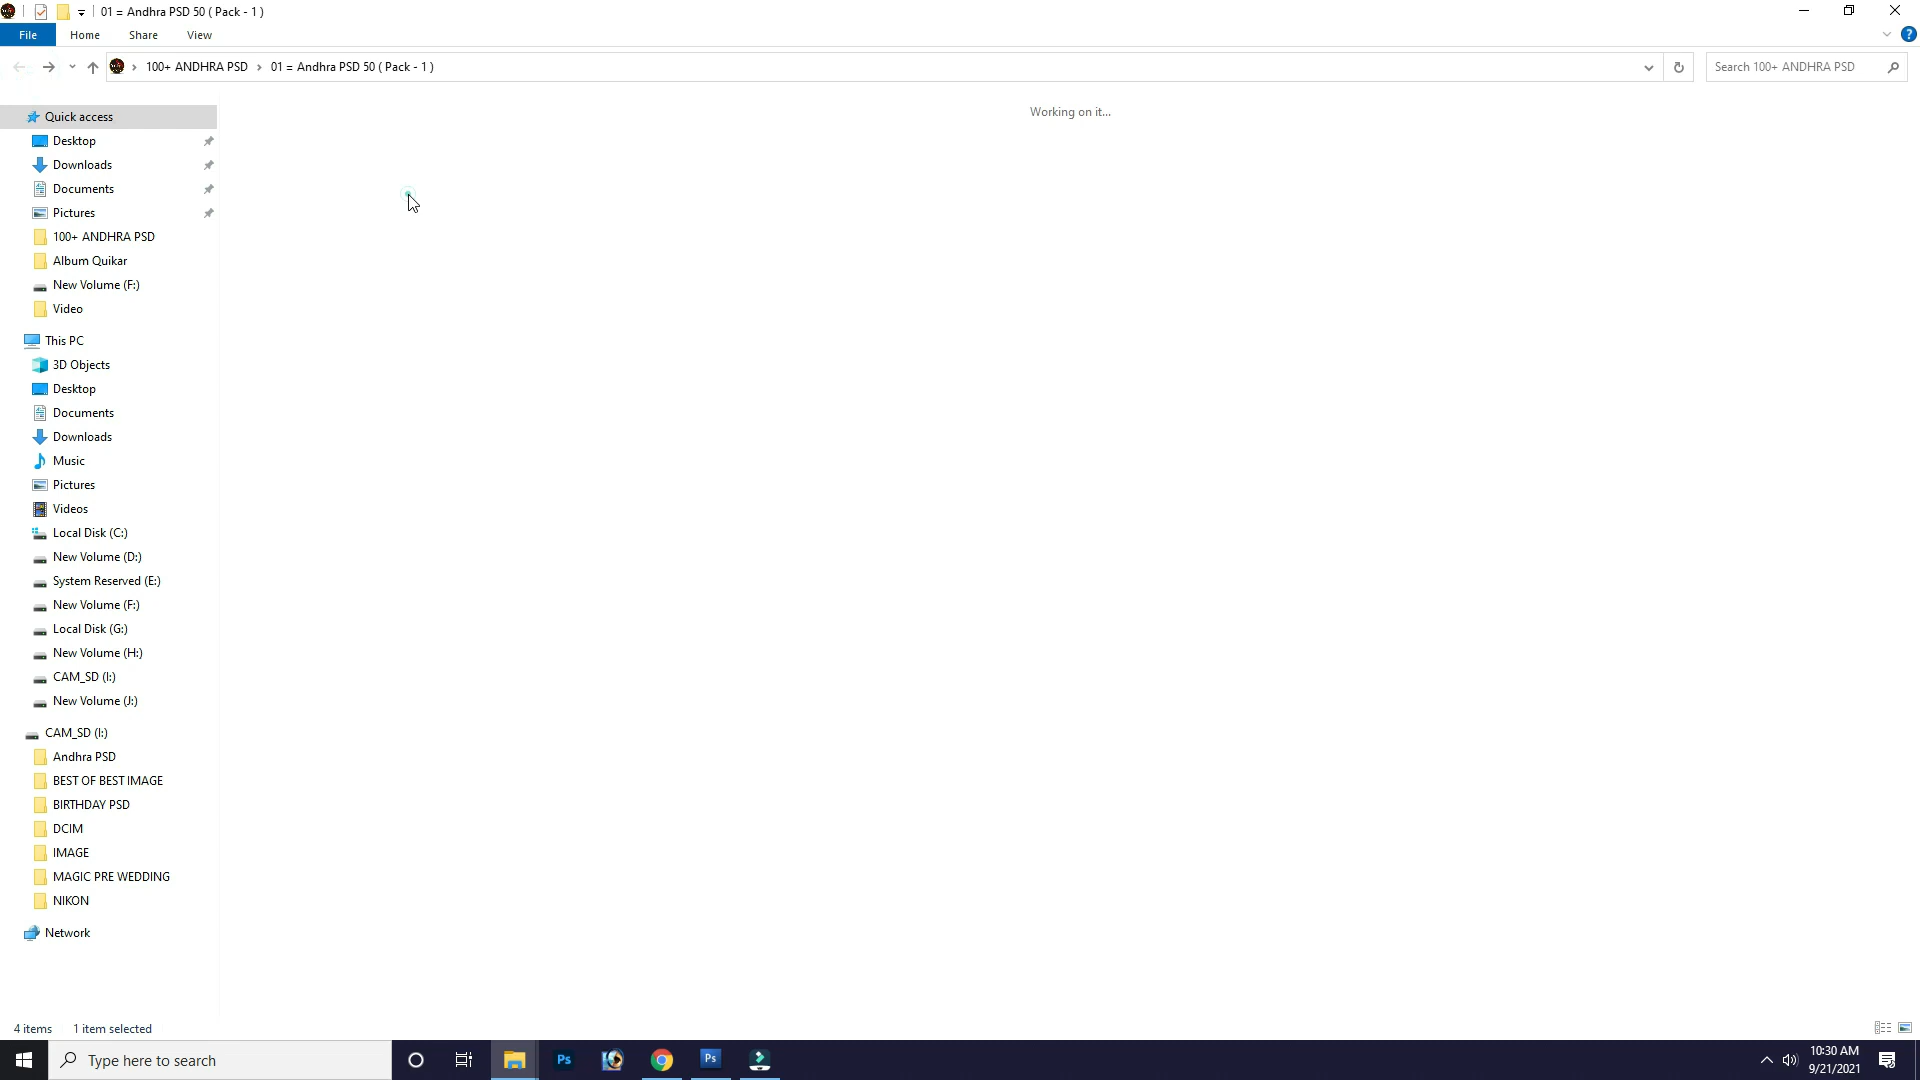 01 = Andhra PSD 50 ( Pack - 1 )
File Home Share View
100+ ANDHRA PSD > 01 = Andhra PSD 50 ( Pack - 1 )
Search 100+ ANDHRA PSD
Working on it...
Quick access
Desktop
Downloads
Documents
Pictures
100+ ANDHRA PSD
Album Quikar
New Volume (F:)
Video
This PC
3D Objects
Desktop
Documents
Downloads
Music
Pictures
Videos
Local Disk (C:)
New Volume (D:)
System Reserved (E:)
New Volume (F:)
Local Disk (G:)
New Volume (H:)
CAM_SD (I:)
New Volume (J:)
CAM_SD (I:)
Andhra PSD
BEST OF BEST IMAGE
BIRTHDAY PSD
DCIM
IMAGE
MAGIC PRE WEDDING
NIKON
Network
4 items 1 item selected
Type here to search
Ps
Ps
10:30 AM
9/21/2021